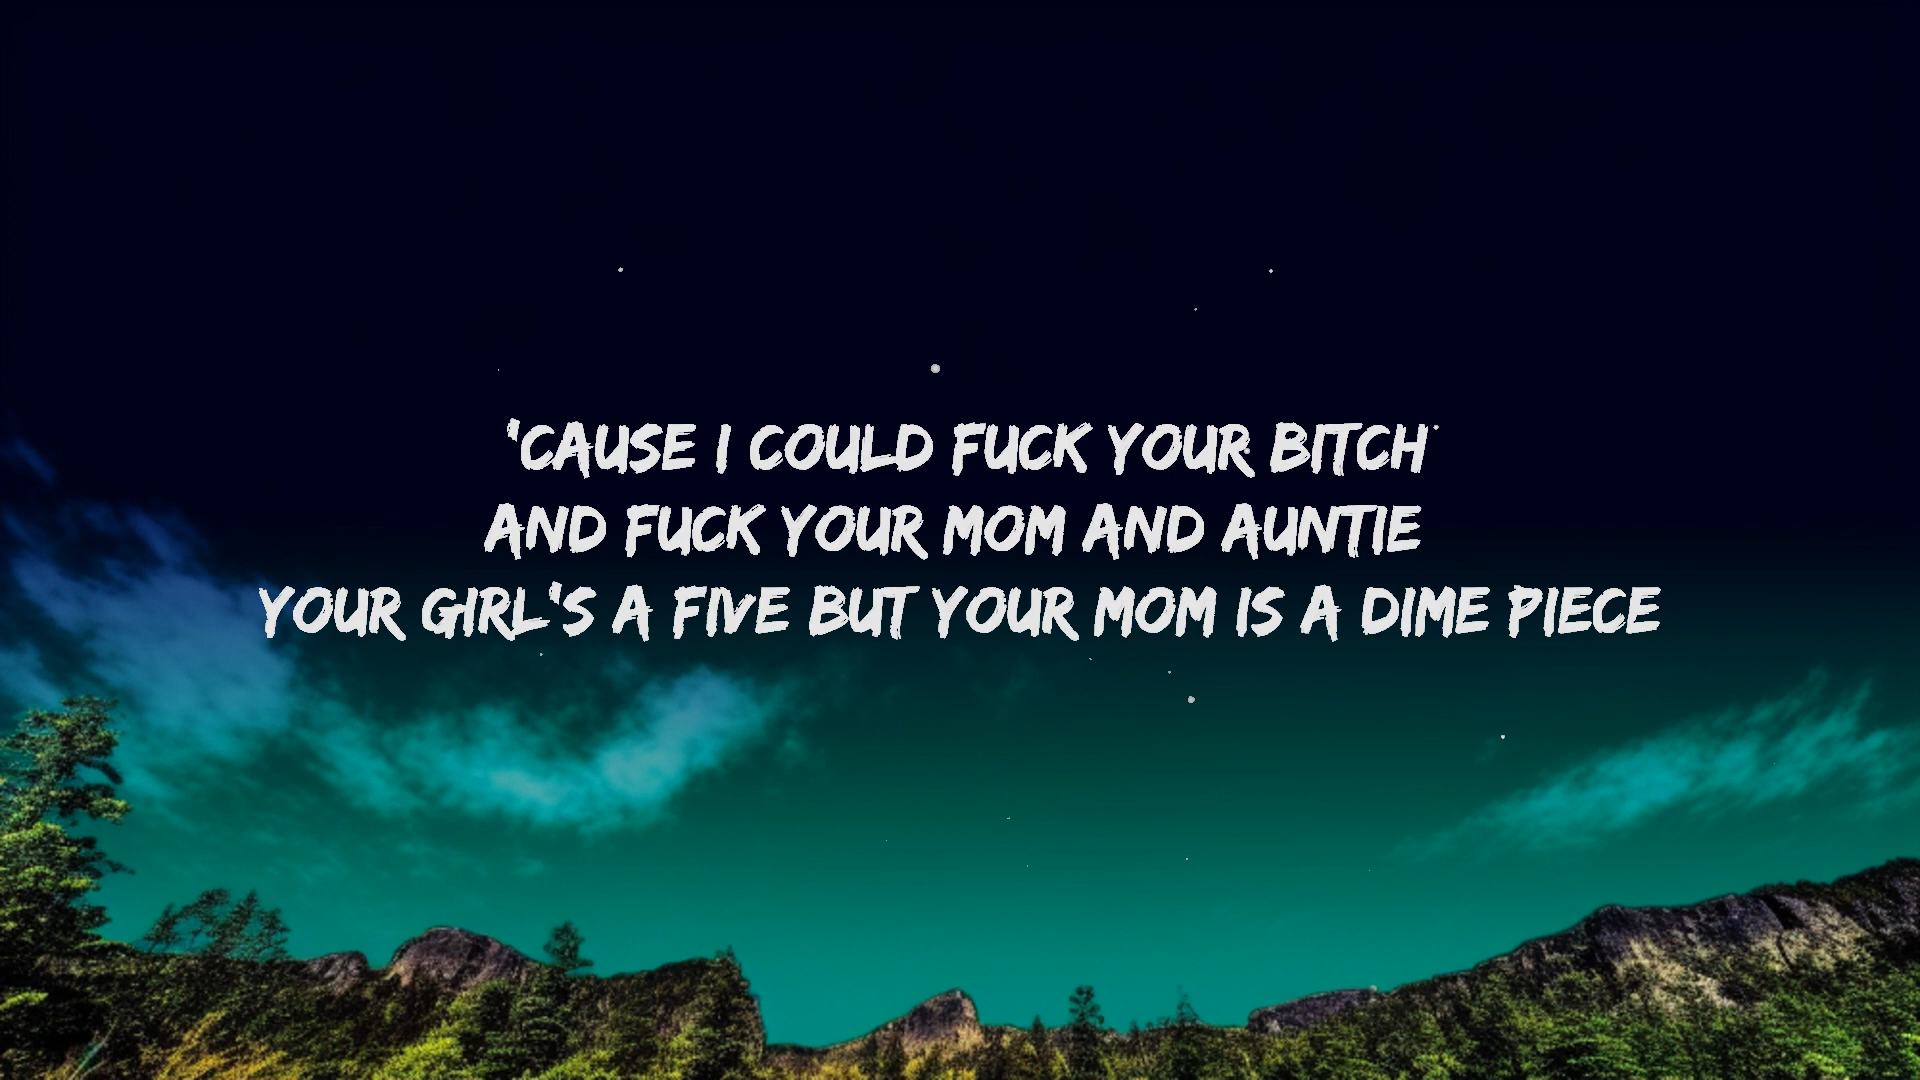 'CAUSE I COULD FUCK YOUR BITCH
AND FUCK YOUR MOM AND AUNTIE
YOUR GIRL'S A FIVE BUT YOUR MOM IS A DIME PIECE